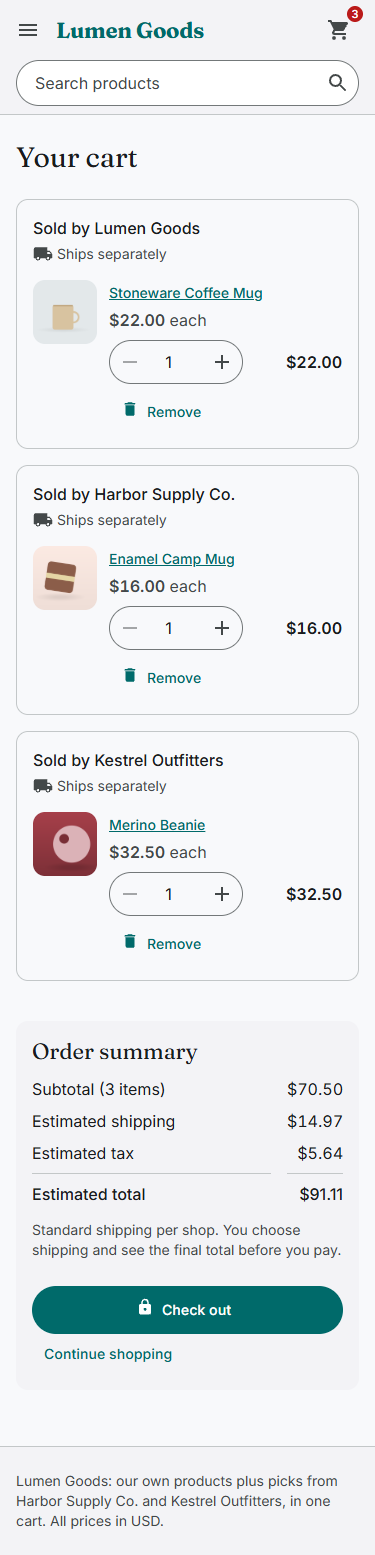 Lumen Goods
3
Search products
Your cart
Sold by Lumen Goods
Ships separately
Stoneware Coffee Mug
$22.00 each
1
$22.00
Remove
Sold by Harbor Supply Co.
Ships separately
Enamel Camp Mug
$16.00 each
1
$16.00
Remove
Sold by Kestrel Outfitters
Ships separately
Merino Beanie
$32.50 each
1
$32.50
Remove
Order summary
Subtotal (3 items) $70.50
Estimated shipping $14.97
Estimated tax $5.64
Estimated total $91.11
Standard shipping per shop. You choose
shipping and see the final total before you pay.
Check out
Continue shopping
Lumen Goods: our own products plus picks from
Harbor Supply Co. and Kestrel Outfitters, in one
cart. All prices in USD.